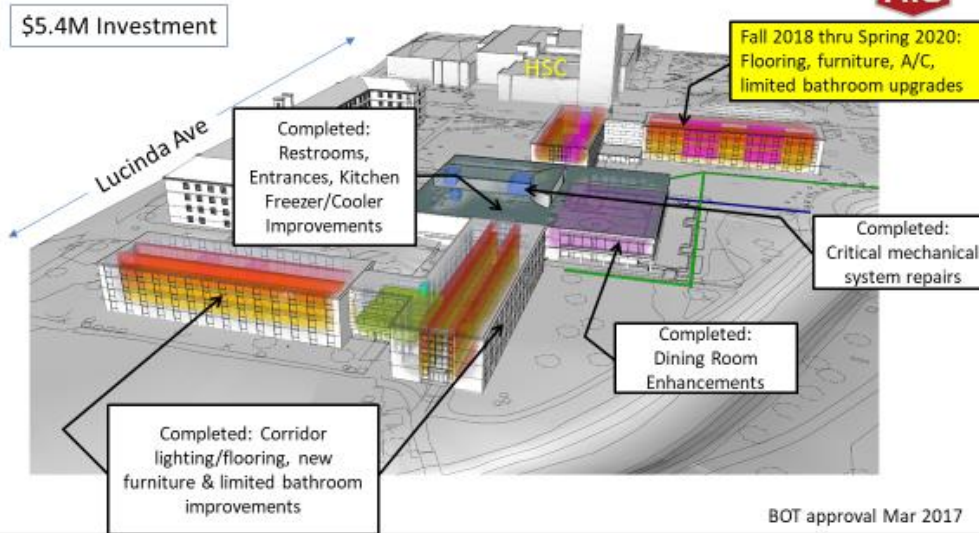 $5.4M Investment
Fall 2018 thru Spring 2020:
Flooring, furniture, A/C,
limited bathroom upgrades
HSC
Lucinda Ave
Completed:
Restrooms,
Entrances, Kitchen
Freezer/Cooler
Improvements
Completed:
Critical mechanical
system repairs
Completed:
Dining Room
Enhancements
Completed: Corridor
lighting/flooring, new
furniture & limited bathroom
improvements
BOT approval Mar 2017